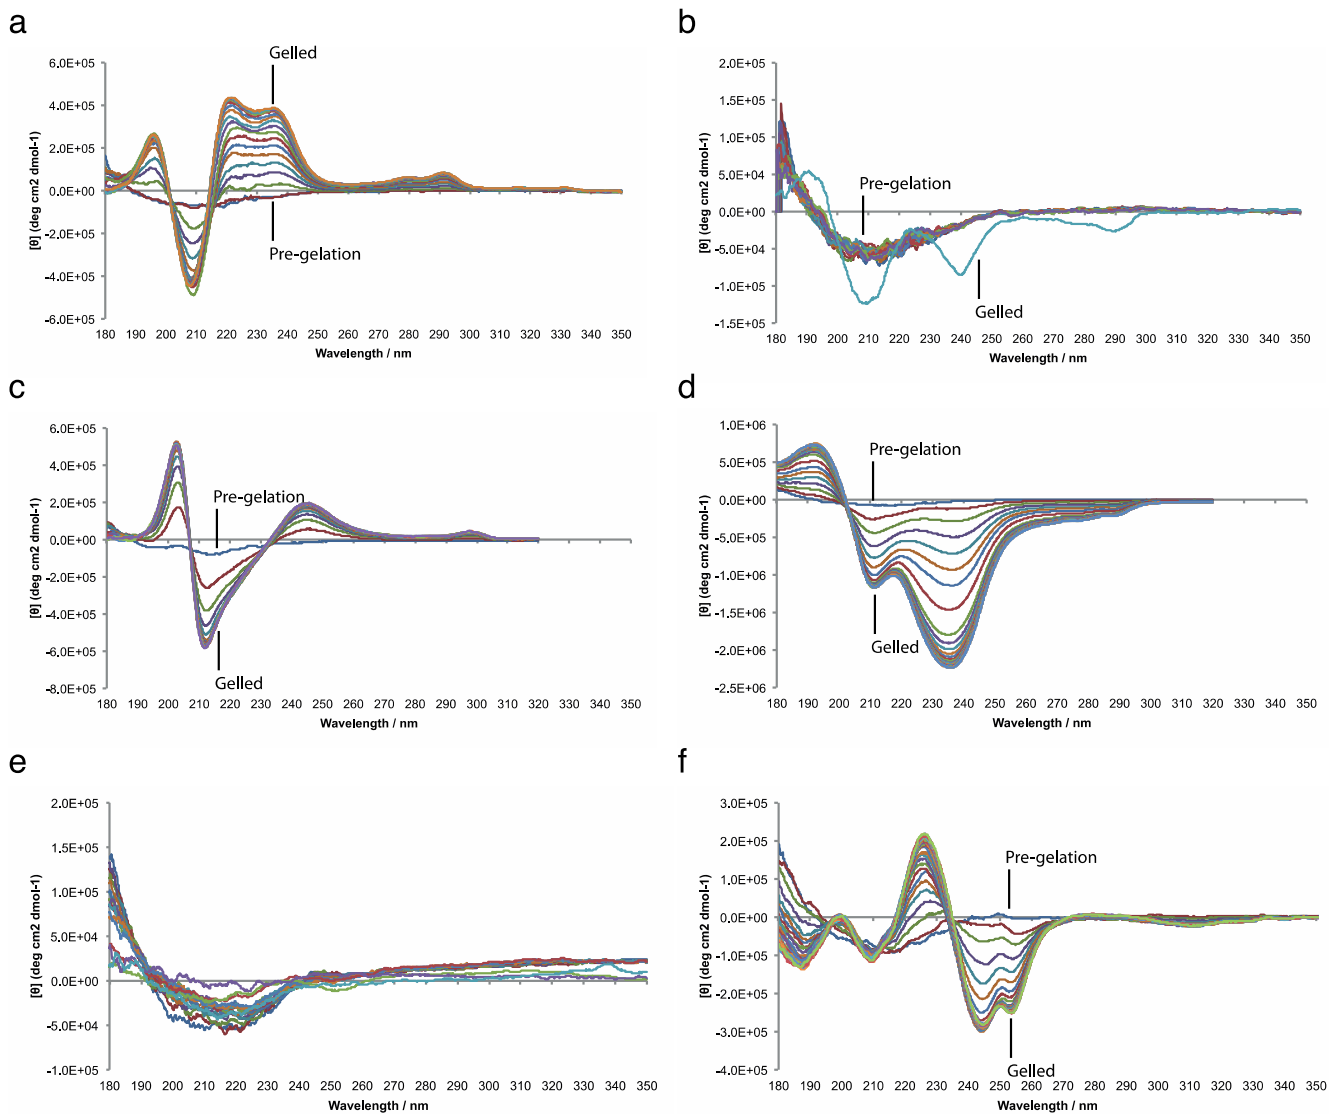 a
Gelled
6.0E+05
4.0E+05
2.0E+05
0.0E+00
-2.0E+05
-4.0E+05
-6.0E+05
[θ] (deg cm2 dmol-1)
Pre-gelation
180 190 200 210 220 230 240 250 260 270 280 290 300 310 320 330 340 350
Wavelength / nm
b
2.0E+05
1.5E+05
1.0E+05
5.0E+04
0.0E+00
-5.0E+04
-1.0E+05
-1.5E+05
[θ] (deg cm2 dmol-1)
Pre-gelation
Gelled
180 190 200 210 220 230 240 250 260 270 280 290 300 310 320 330 340 350
Wavelength / nm
c
6.0E+05
4.0E+05
2.0E+05
0.0E+00
-2.0E+05
-4.0E+05
-6.0E+05
-8.0E+05
[θ] (deg cm2 dmol-1)
Pre-gelation
Gelled
180 190 200 210 220 230 240 250 260 270 280 290 300 310 320 330 340 350
Wavelength / nm
d
1.0E+06
5.0E+05
0.0E+00
-5.0E+05
-1.0E+06
-1.5E+06
-2.0E+06
-2.5E+06
[θ] (deg cm2 dmol-1)
Pre-gelation
Gelled
180 190 200 210 220 230 240 250 260 270 280 290 300 310 320 330 340 350
Wavelength / nm
e
2.0E+05
1.5E+05
1.0E+05
5.0E+04
0.0E+00
-5.0E+04
-1.0E+05
[θ] (deg cm2 dmol-1)
180 190 200 210 220 230 240 250 260 270 280 290 300 310 320 330 340 350
Wavelength / nm
f
3.0E+05
2.0E+05
1.0E+05
0.0E+00
-1.0E+05
-2.0E+05
-3.0E+05
-4.0E+05
[θ] (deg cm2 dmol-1)
Pre-gelation
Gelled
180 190 200 210 220 230 240 250 260 270 280 290 300 310 320 330 340 350
Wavelength / nm